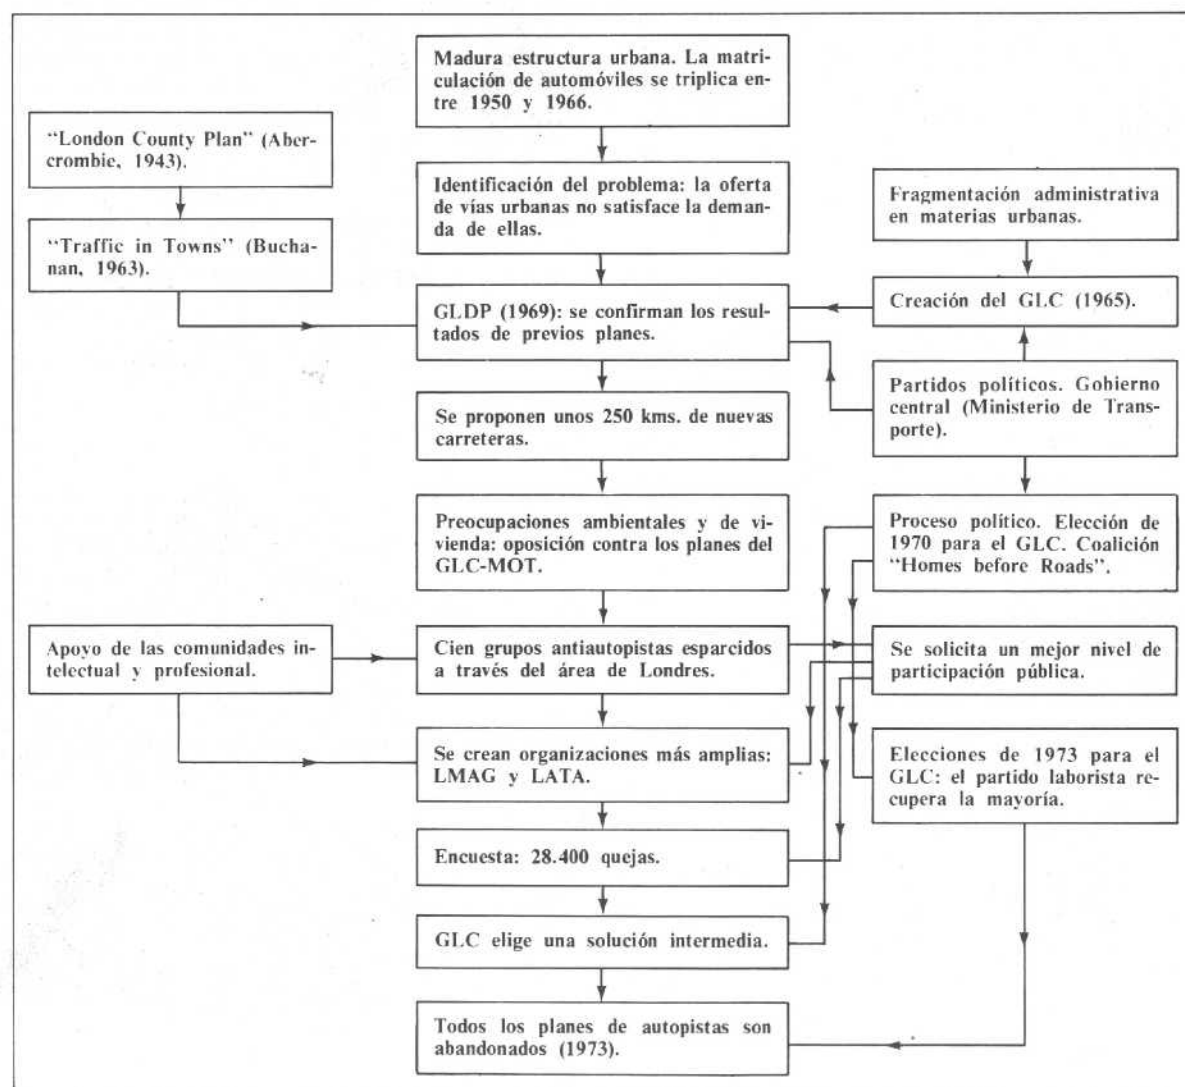 Madura estructura urbana. La matri-
culación de automóviles se triplica en-
tre 1950 y 1966.
"London County Plan" (Aber-
crombie, 1943).
Identificación del problema: la oferta
de vías urbanas no satisface la deman-
da de ellas.
Fragmentación administrativa
en materias urbanas.
"Traffic in Towns" (Bucha-
nan, 1963).
GLDP (1969): se confirman los resul-
tados de previos planes.
Creación del GLC (1965).
Se proponen unos 250 kms. de nuevas
carreteras.
Partidos políticos. Gobierno
central (Ministerio de Trans-
porte).
Preocupaciones ambientales y de vi-
vienda: oposición contra los planes del
GLC-MOT.
Proceso político. Elección de
1970 para el GLC. Coalición
"Homes before Roads".
Apoyo de las comunidades in-
telectual y profesional.
Cien grupos antiautopistas esparcidos
a través del área de Londres.
Se solicita un mejor nivel de
participación pública.
Se crean organizaciones más amplias:
LMAG y LATA.
Elecciones de 1973 para el
GLC: el partido laborista re-
cupera la mayoría.
Encuesta: 28.400 quejas.
GLC elige una solución intermedia.
Todos los planes de autopistas son
abandonados (1973).